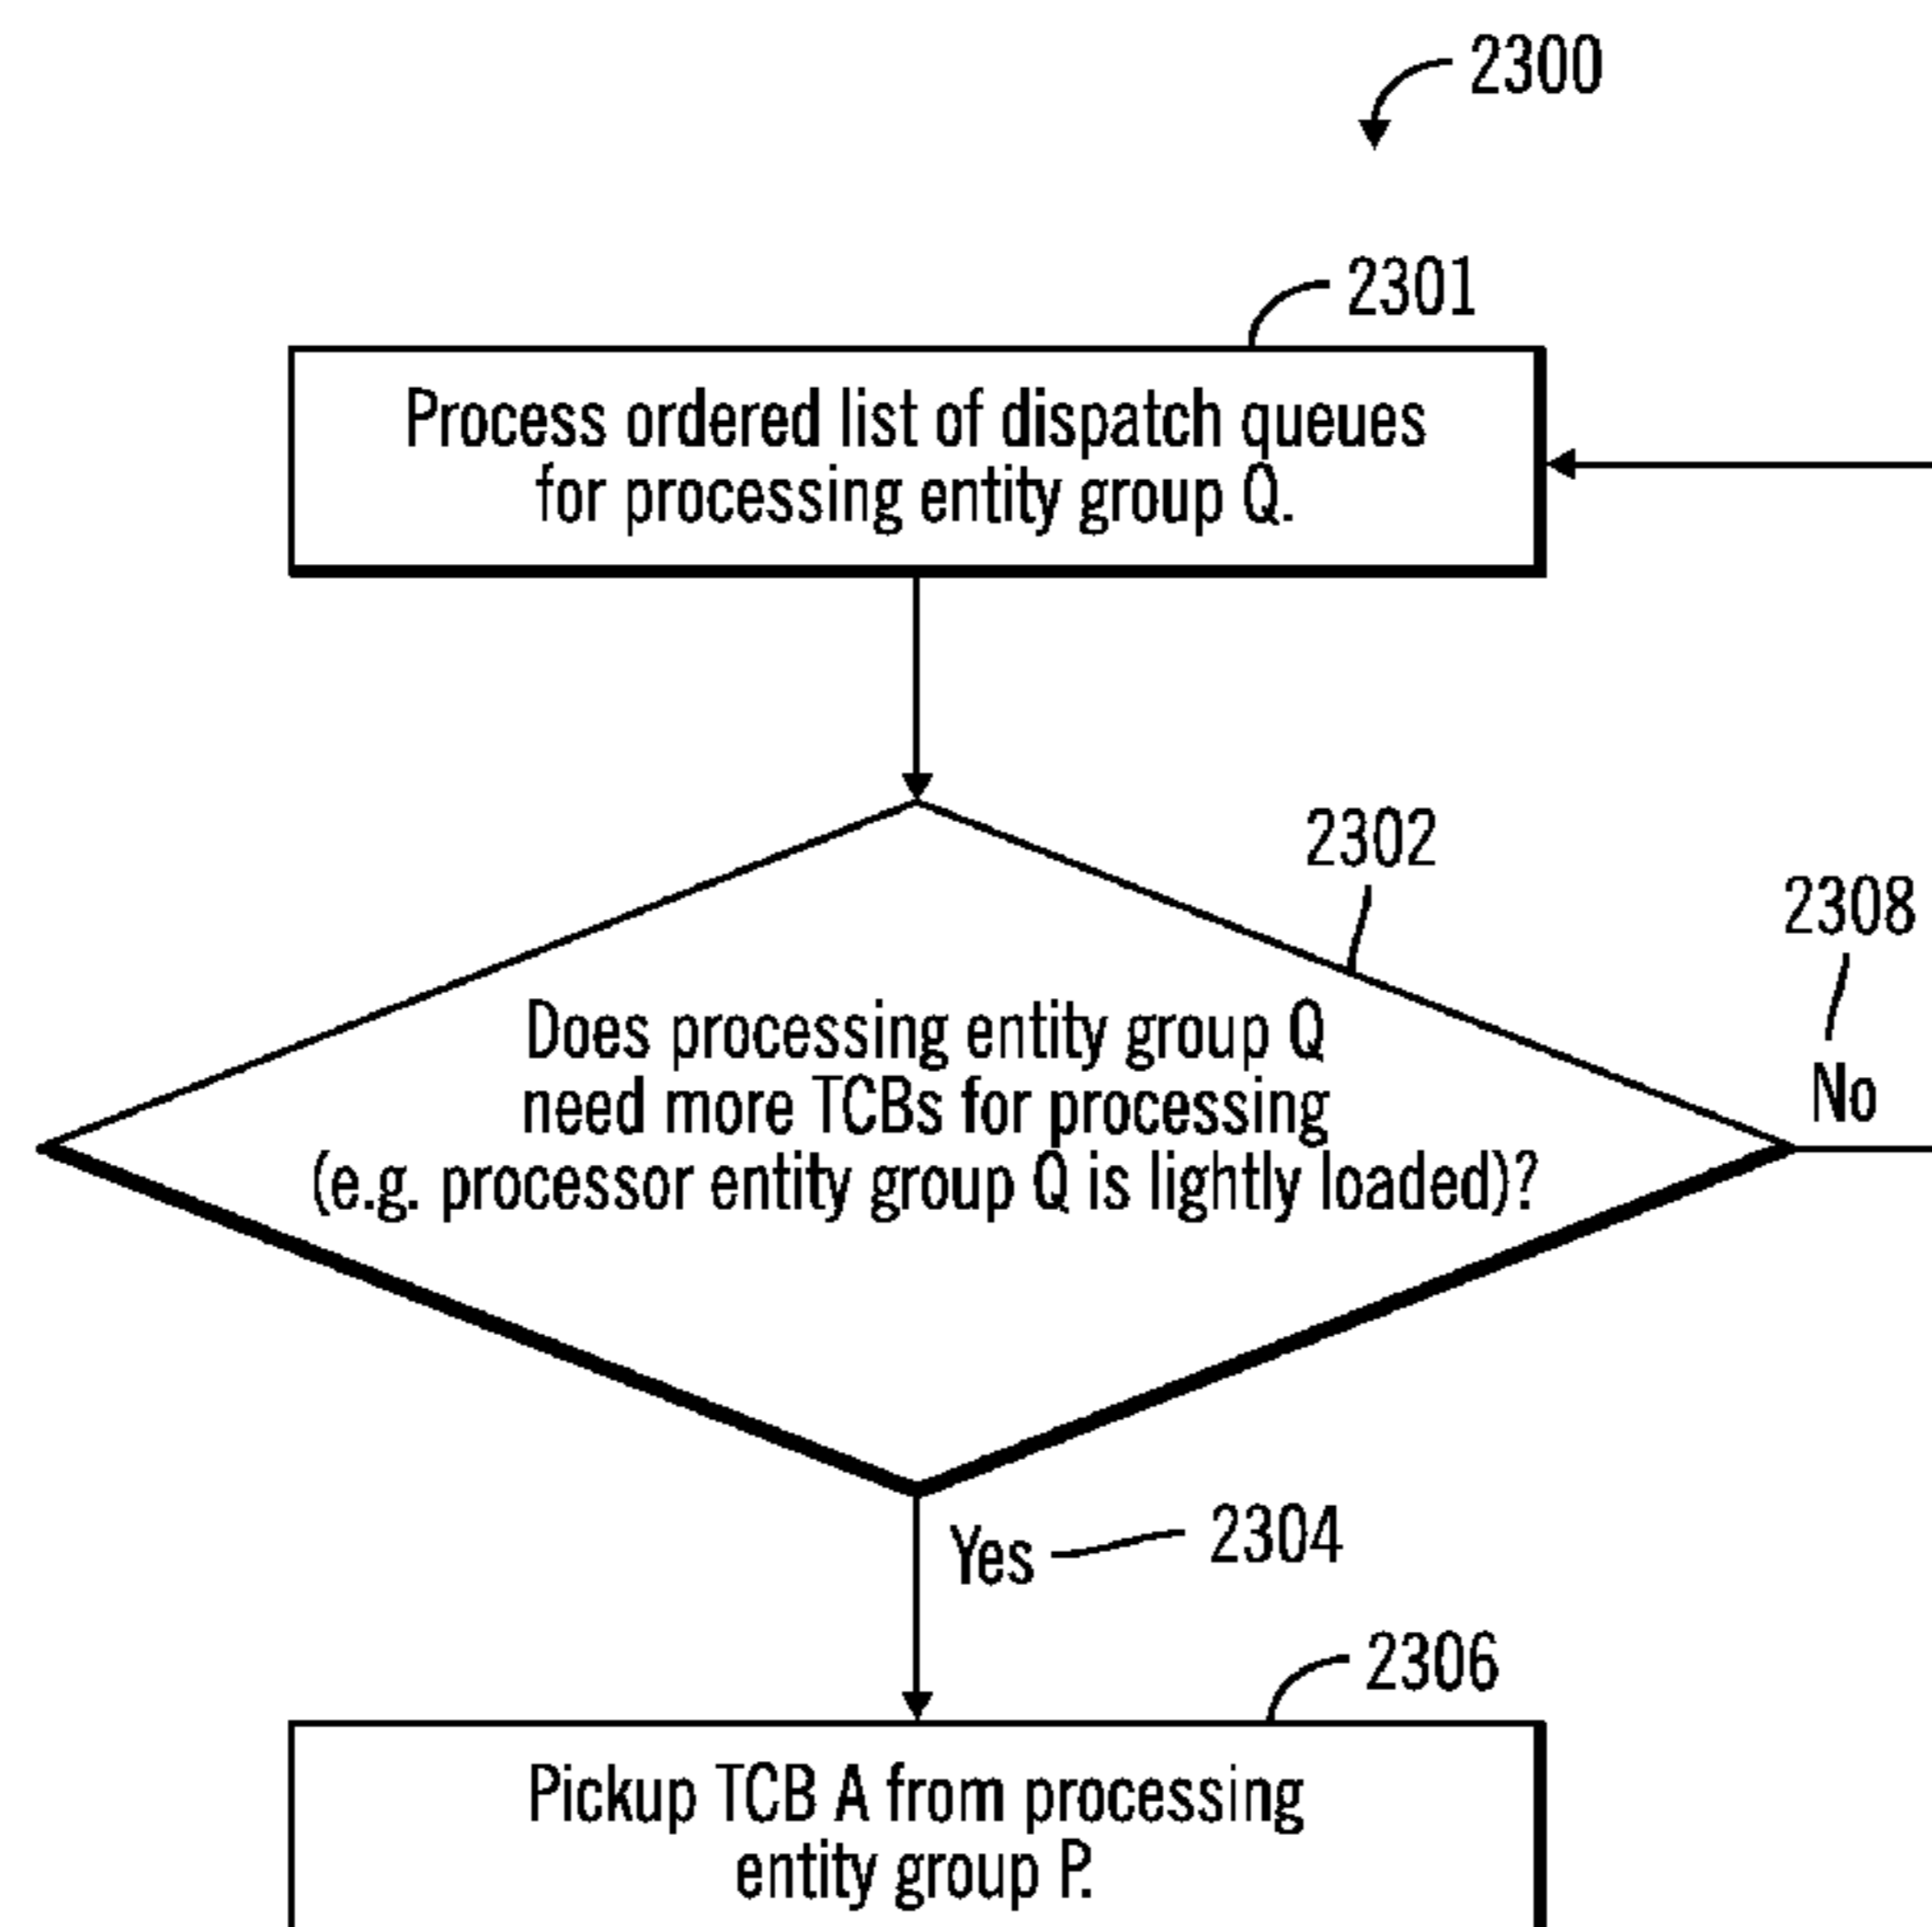 2300
2301
Process ordered list of dispatch queues
for processing entity group Q.
2302
2308
Does processing entity group Q
need more TCBs for processing
(e.g. processor entity group Q is lightly loaded)?
No
Yes
2304
2306
Pickup TCB A from processing
entity group P.